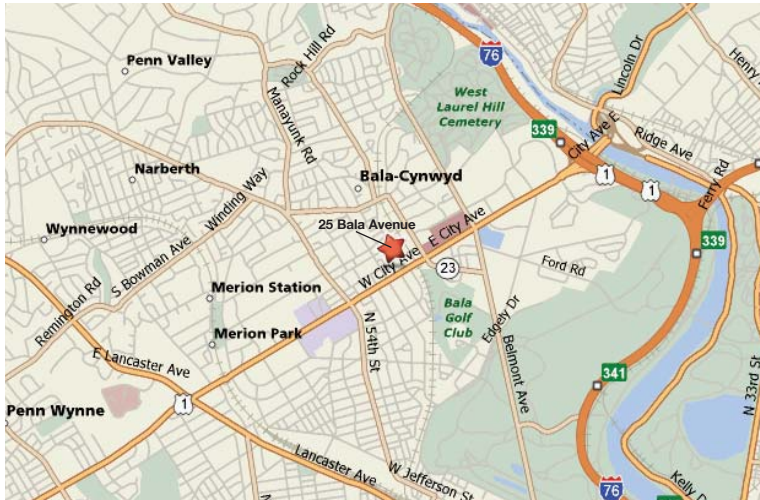 76
Penn Valley
Rock Hill Rd
Lincoln Dr
West
Laurel Hill
Cemetery
Manayunk Rd
339
City Ave E
Ridge Ave
Narberth
Bala-Cynwyd
1
1
Ferry Rd
Winding Way
25 Bala Avenue
E City Ave
Wynnewood
339
S Bowman Ave
W City Ave
23
Ford Rd
Merion Station
Remington Rd
Bala
Golf
Club
Edgely Dr
Merion Park
N 54th St
Belmont Ave
E Lancaster Ave
341
N 33rd St
1
Penn Wynne
Lancaster Ave
W Jefferson St
76